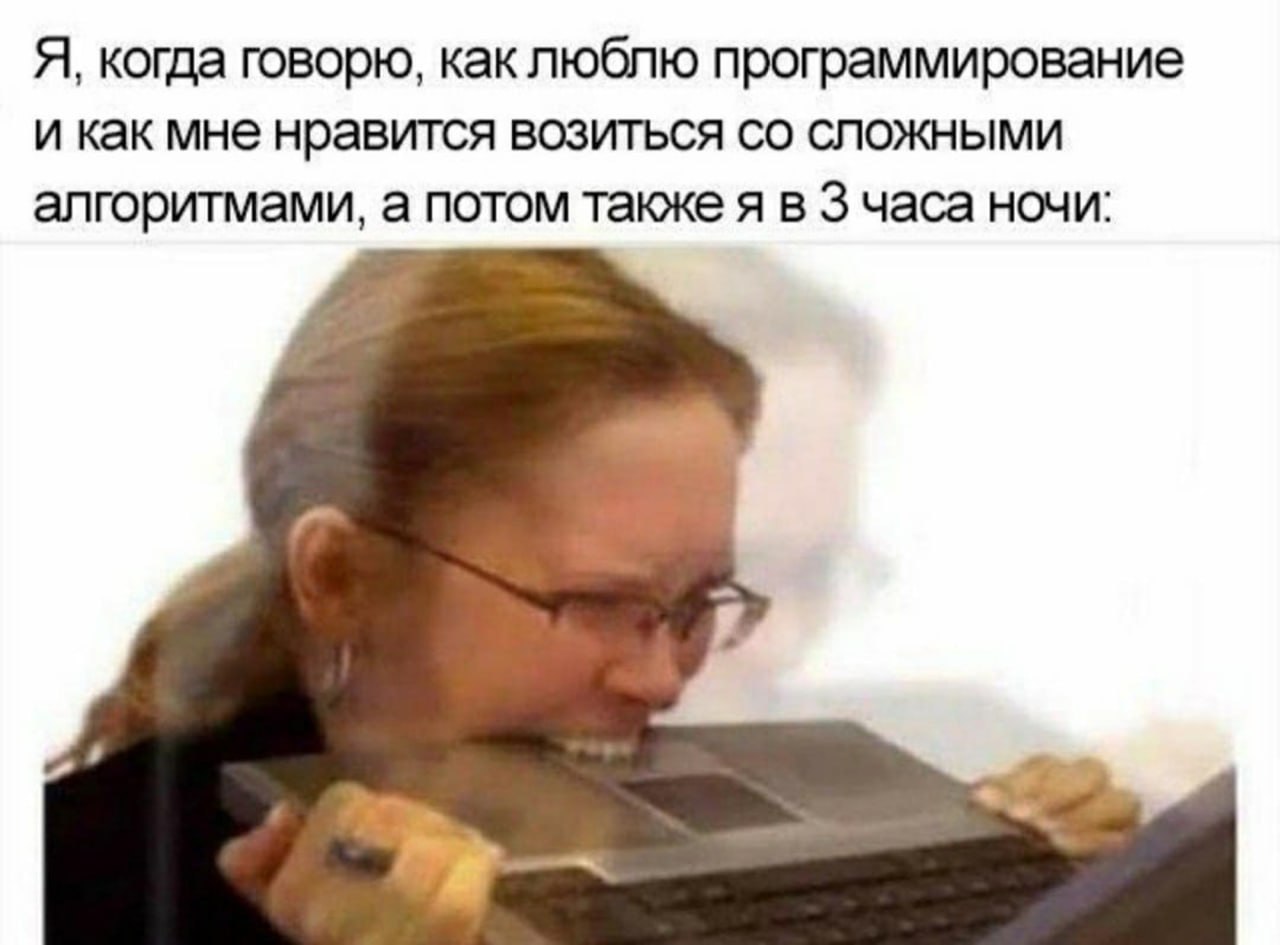 Я, когда говорю, как люблю программирование
и как мне нравится возиться со сложными
алгоритмами, а потом также я в 3 часа ночи: